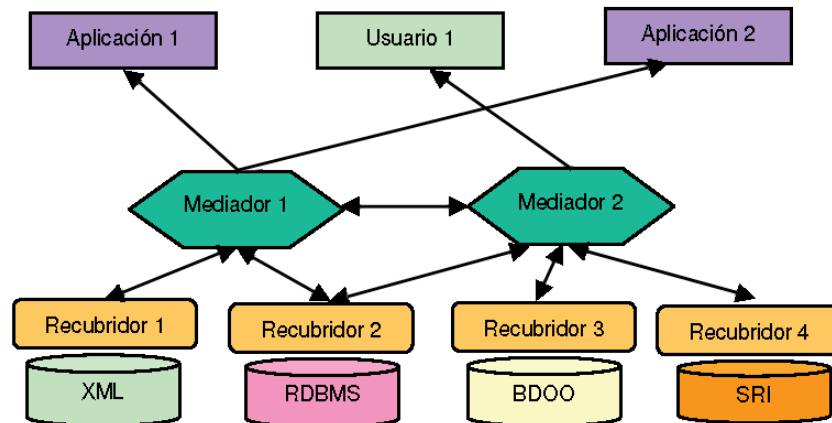 Aplicación 1
Usuario 1
Aplicación 2
Mediador 1
Mediador 2
Recubridor 1
Recubridor 2
Recubridor 3
Recubridor 4
XML
RDBMS
BDOO
SRI